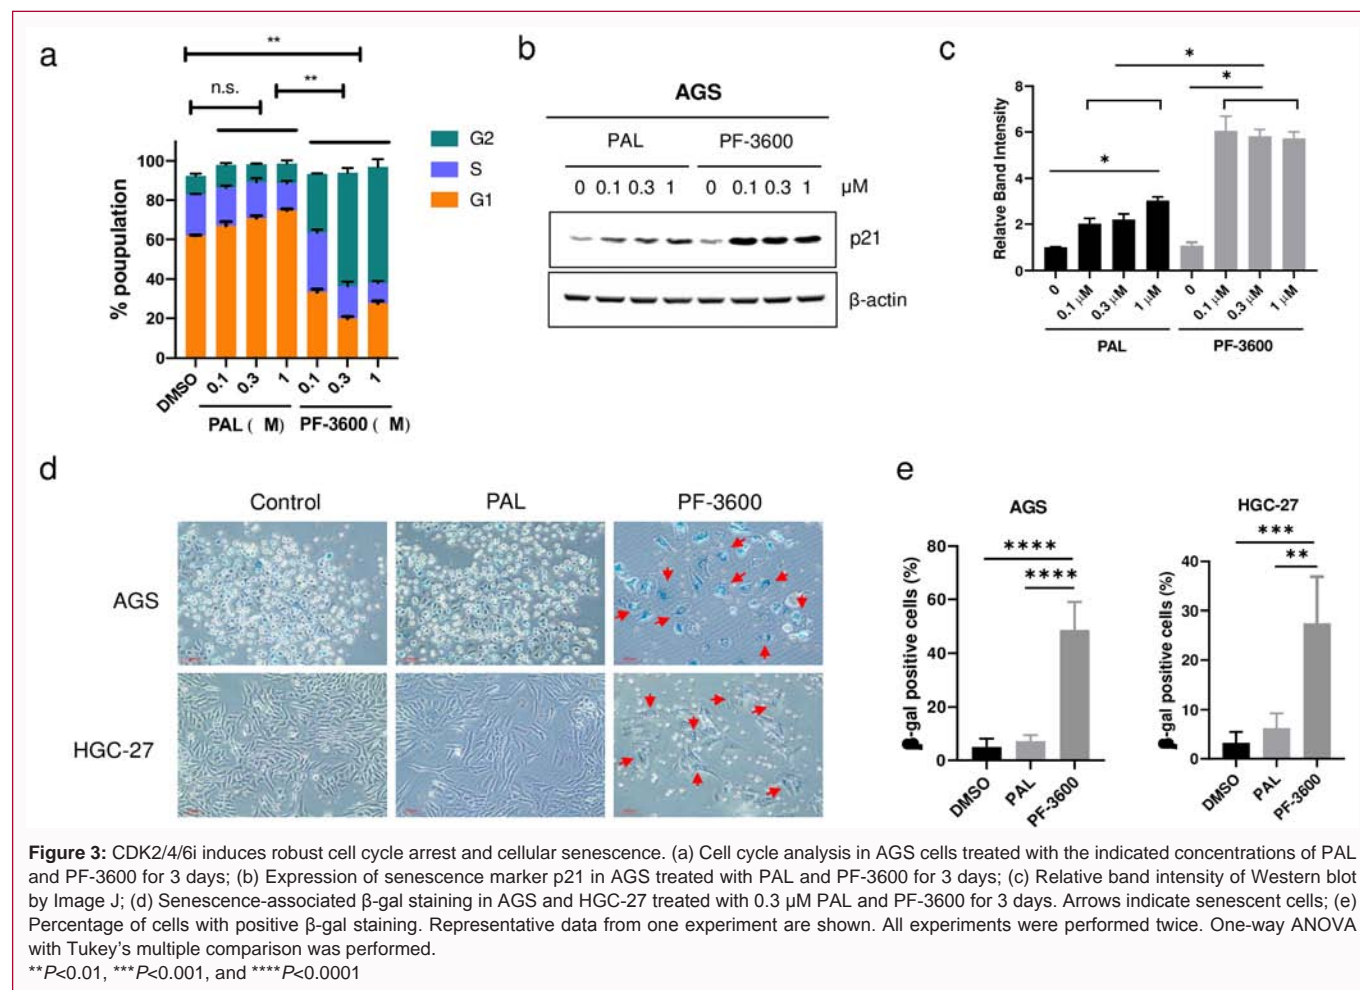 a
**
n.s.
**
100
80
60
40
20
0
% poupulation
G2
S
G1
DMSO
0.1
0.3
1
0.1
0.3
1
PAL ( M)
PF-3600 ( M)
b
AGS
PAL
PF-3600
0 0.1 0.3 1 0 0.1 0.3 1 µM
p21
β-actin
c
*
*
*
8
6
4
2
0
Relatve Band Intensity
0
0.1 µM
0.3 µM
1 µM
0
0.1 µM
0.3 µM
1 µM
PAL
PF-3600
d
Control
PAL
PF-3600
AGS
HGC-27
e
AGS
****
****
80
60
40
20
0
-gal positive cells (%)
DMSO
PAL
PF-3600
HGC-27
***
**
40
30
20
10
0
-gal positive cells (%)
DMSO
PAL
PF-3600
Figure 3: CDK2/4/6i induces robust cell cycle arrest and cellular senescence. (a) Cell cycle analysis in AGS cells treated with the indicated concentrations of PAL
and PF-3600 for 3 days; (b) Expression of senescence marker p21 in AGS treated with PAL and PF-3600 for 3 days; (c) Relative band intensity of Western blot
by Image J; (d) Senescence-associated β-gal staining in AGS and HGC-27 treated with 0.3 µM PAL and PF-3600 for 3 days. Arrows indicate senescent cells; (e)
Percentage of cells with positive β-gal staining. Representative data from one experiment are shown. All experiments were performed twice. One-way ANOVA
with Tukey's multiple comparison was performed.
**P<0.01, ***P<0.001, and ****P<0.0001